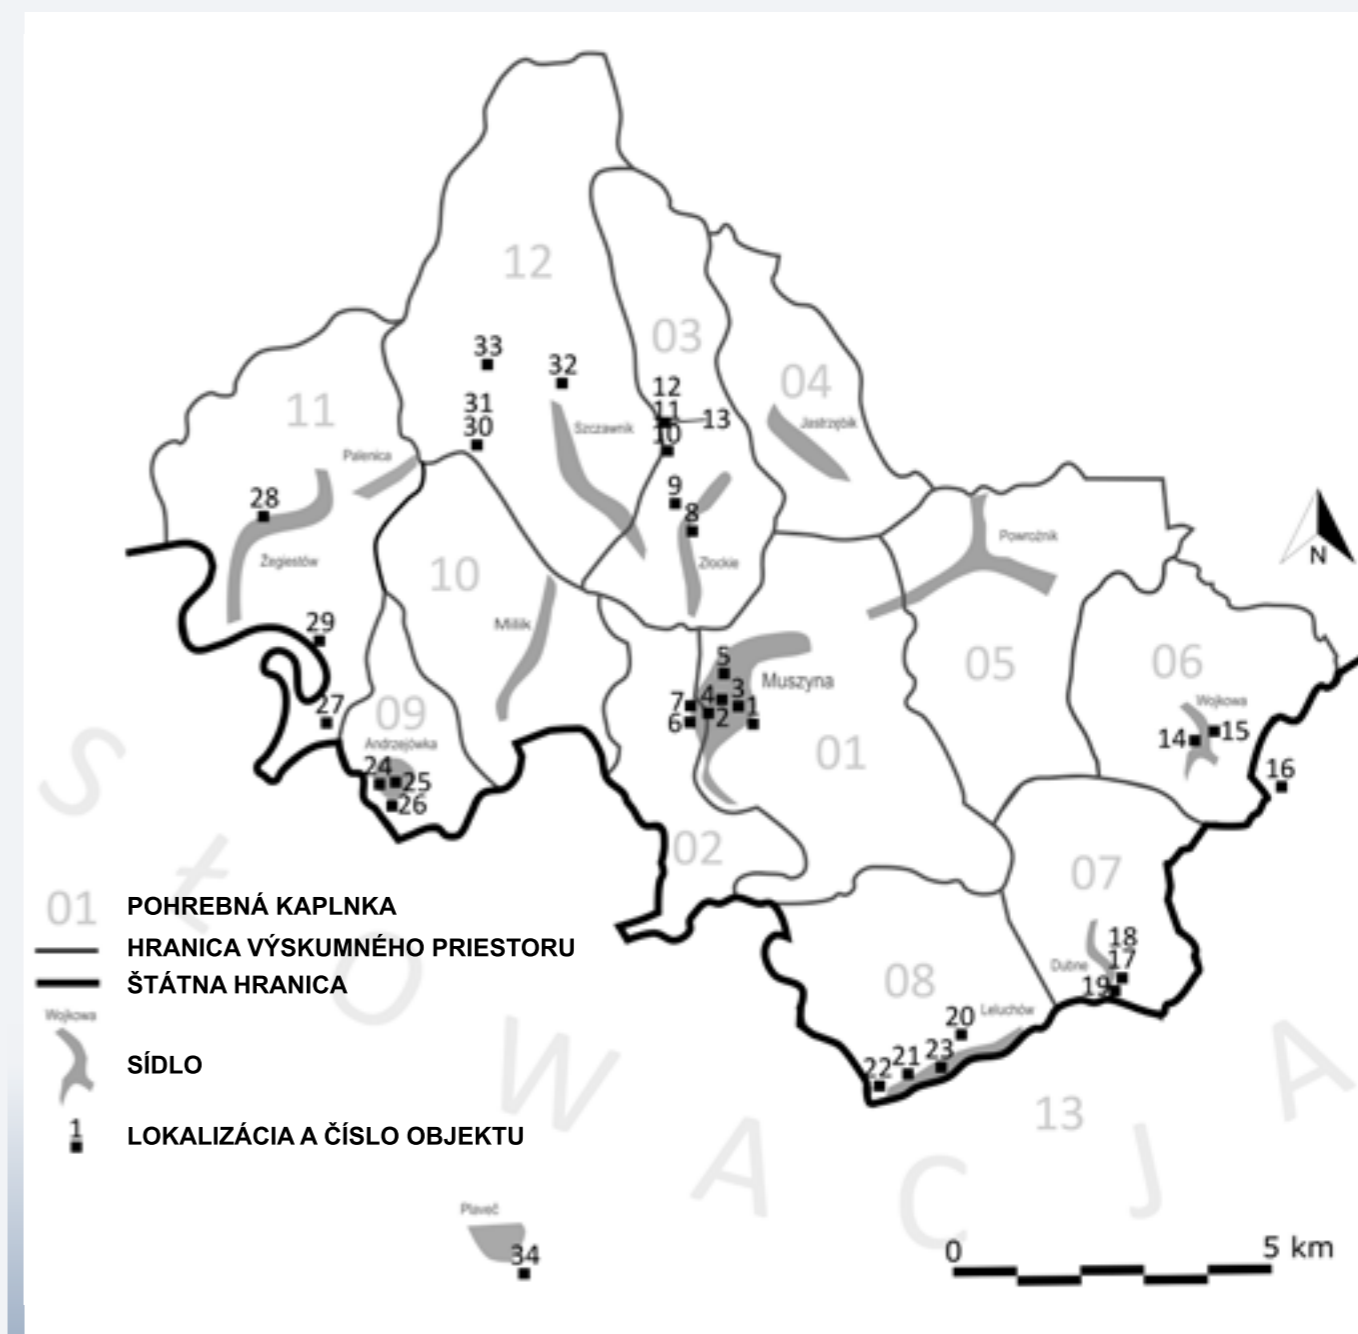 12
03
04
33
32
12
31
11
13
30
10
11
Jastrzębik
Szczawnik
Palenica
28
9
8
Powroźnik
Żegiestów
10
Złockie
N
Milik
29
5
Muszyna
05
06
7
4
3
1
6
2
27
09
Andrzejówka
Wojkowa
14
15
01
16
24
25
26
02
07
01 POHREBNÁ KAPLNKA
HRANICA VÝSKUMNÉHO PRIESTORU
ŠTÁTNA HRANICA
18
17
Dubne
19
08
Leluchów
20
Wojkowa
SÍDLO
21
23
22
1 LOKALIZÁCIA A ČÍSLO OBJEKTU
13
S Ł O W A C J A
Plaveč
34
0 5 km